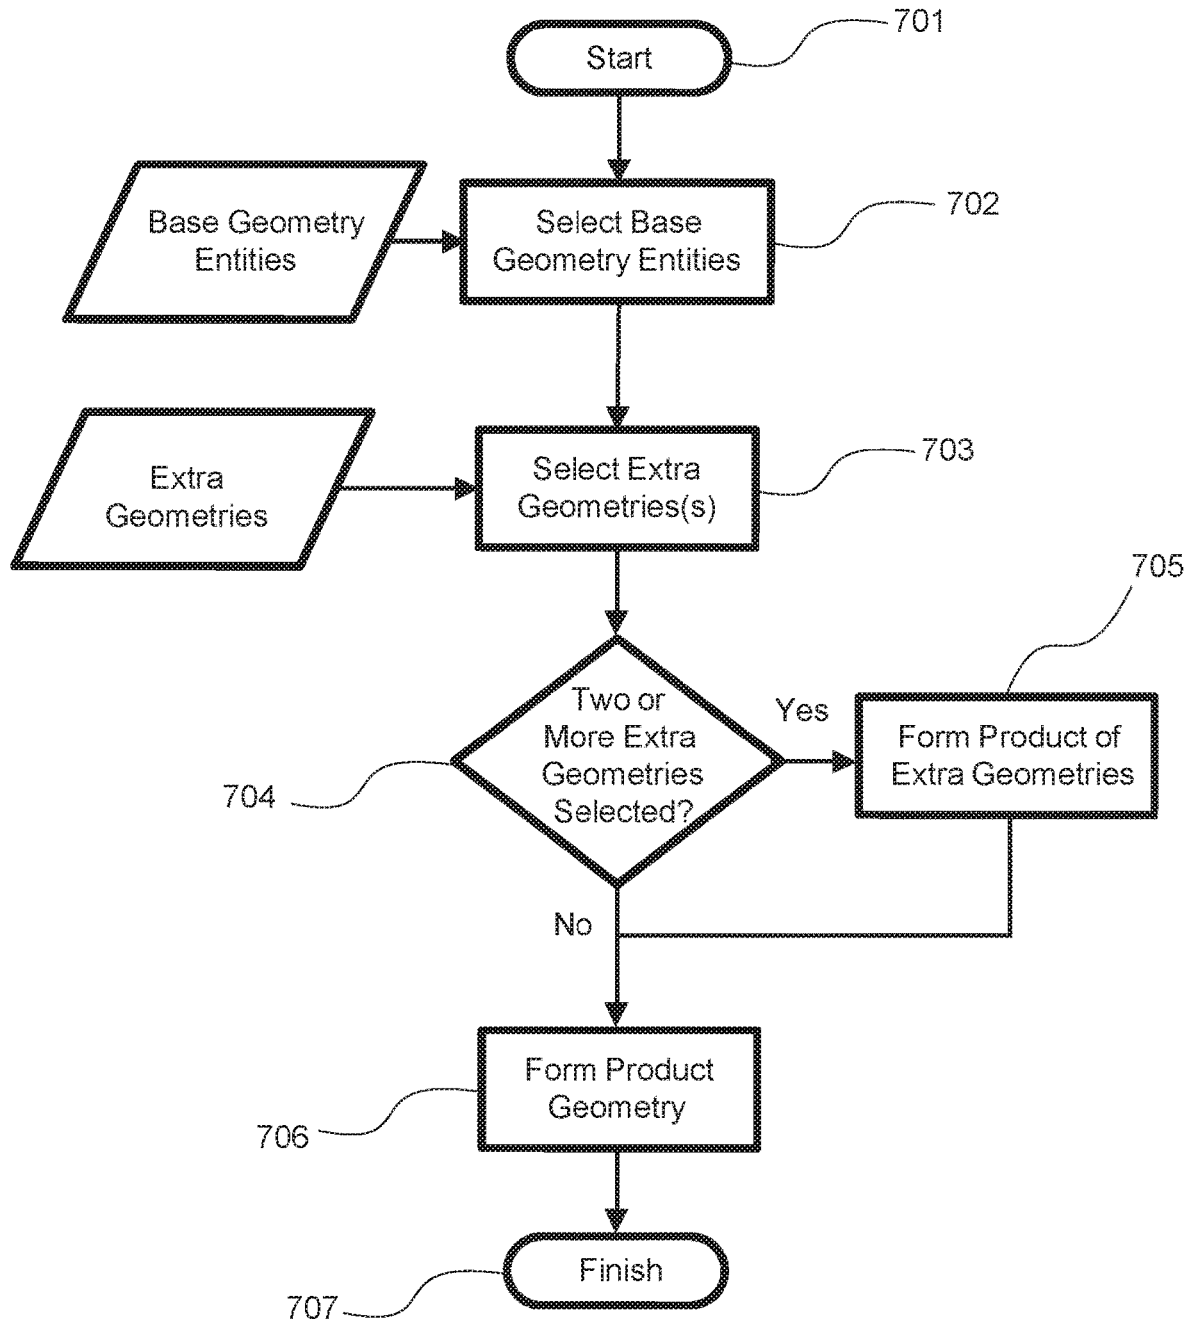 Start
701
Base Geometry
Entities
Select Base
Geometry Entities
702
Extra
Geometries
Select Extra
Geometries(s)
703
Two or
More Extra
Geometries
Selected?
704
Yes
705
Form Product of
Extra Geometries
No
Form Product
Geometry
706
Finish
707